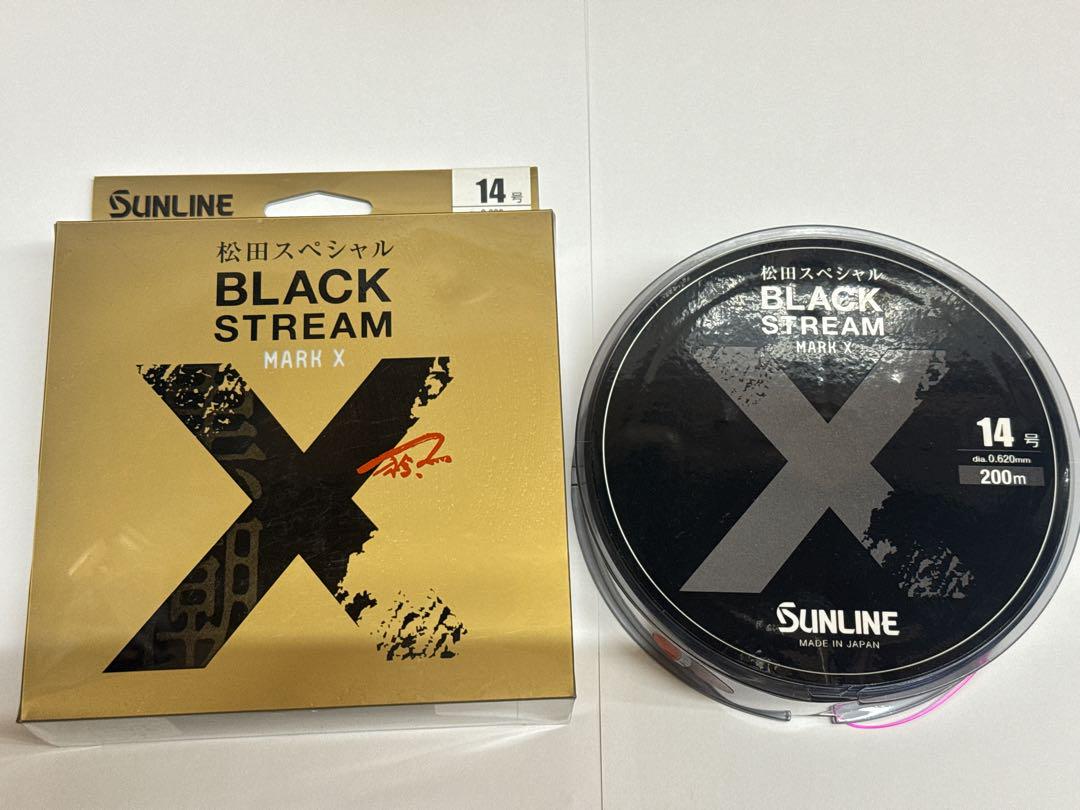 SUNLINE
14号
松田スペシャル
BLACK
STREAM
MARK X
X
松田スペシャル
BLACK
STREAM
MARK X
X
14号
dia.0.620mm
200m
SUNLINE
MADE IN JAPAN